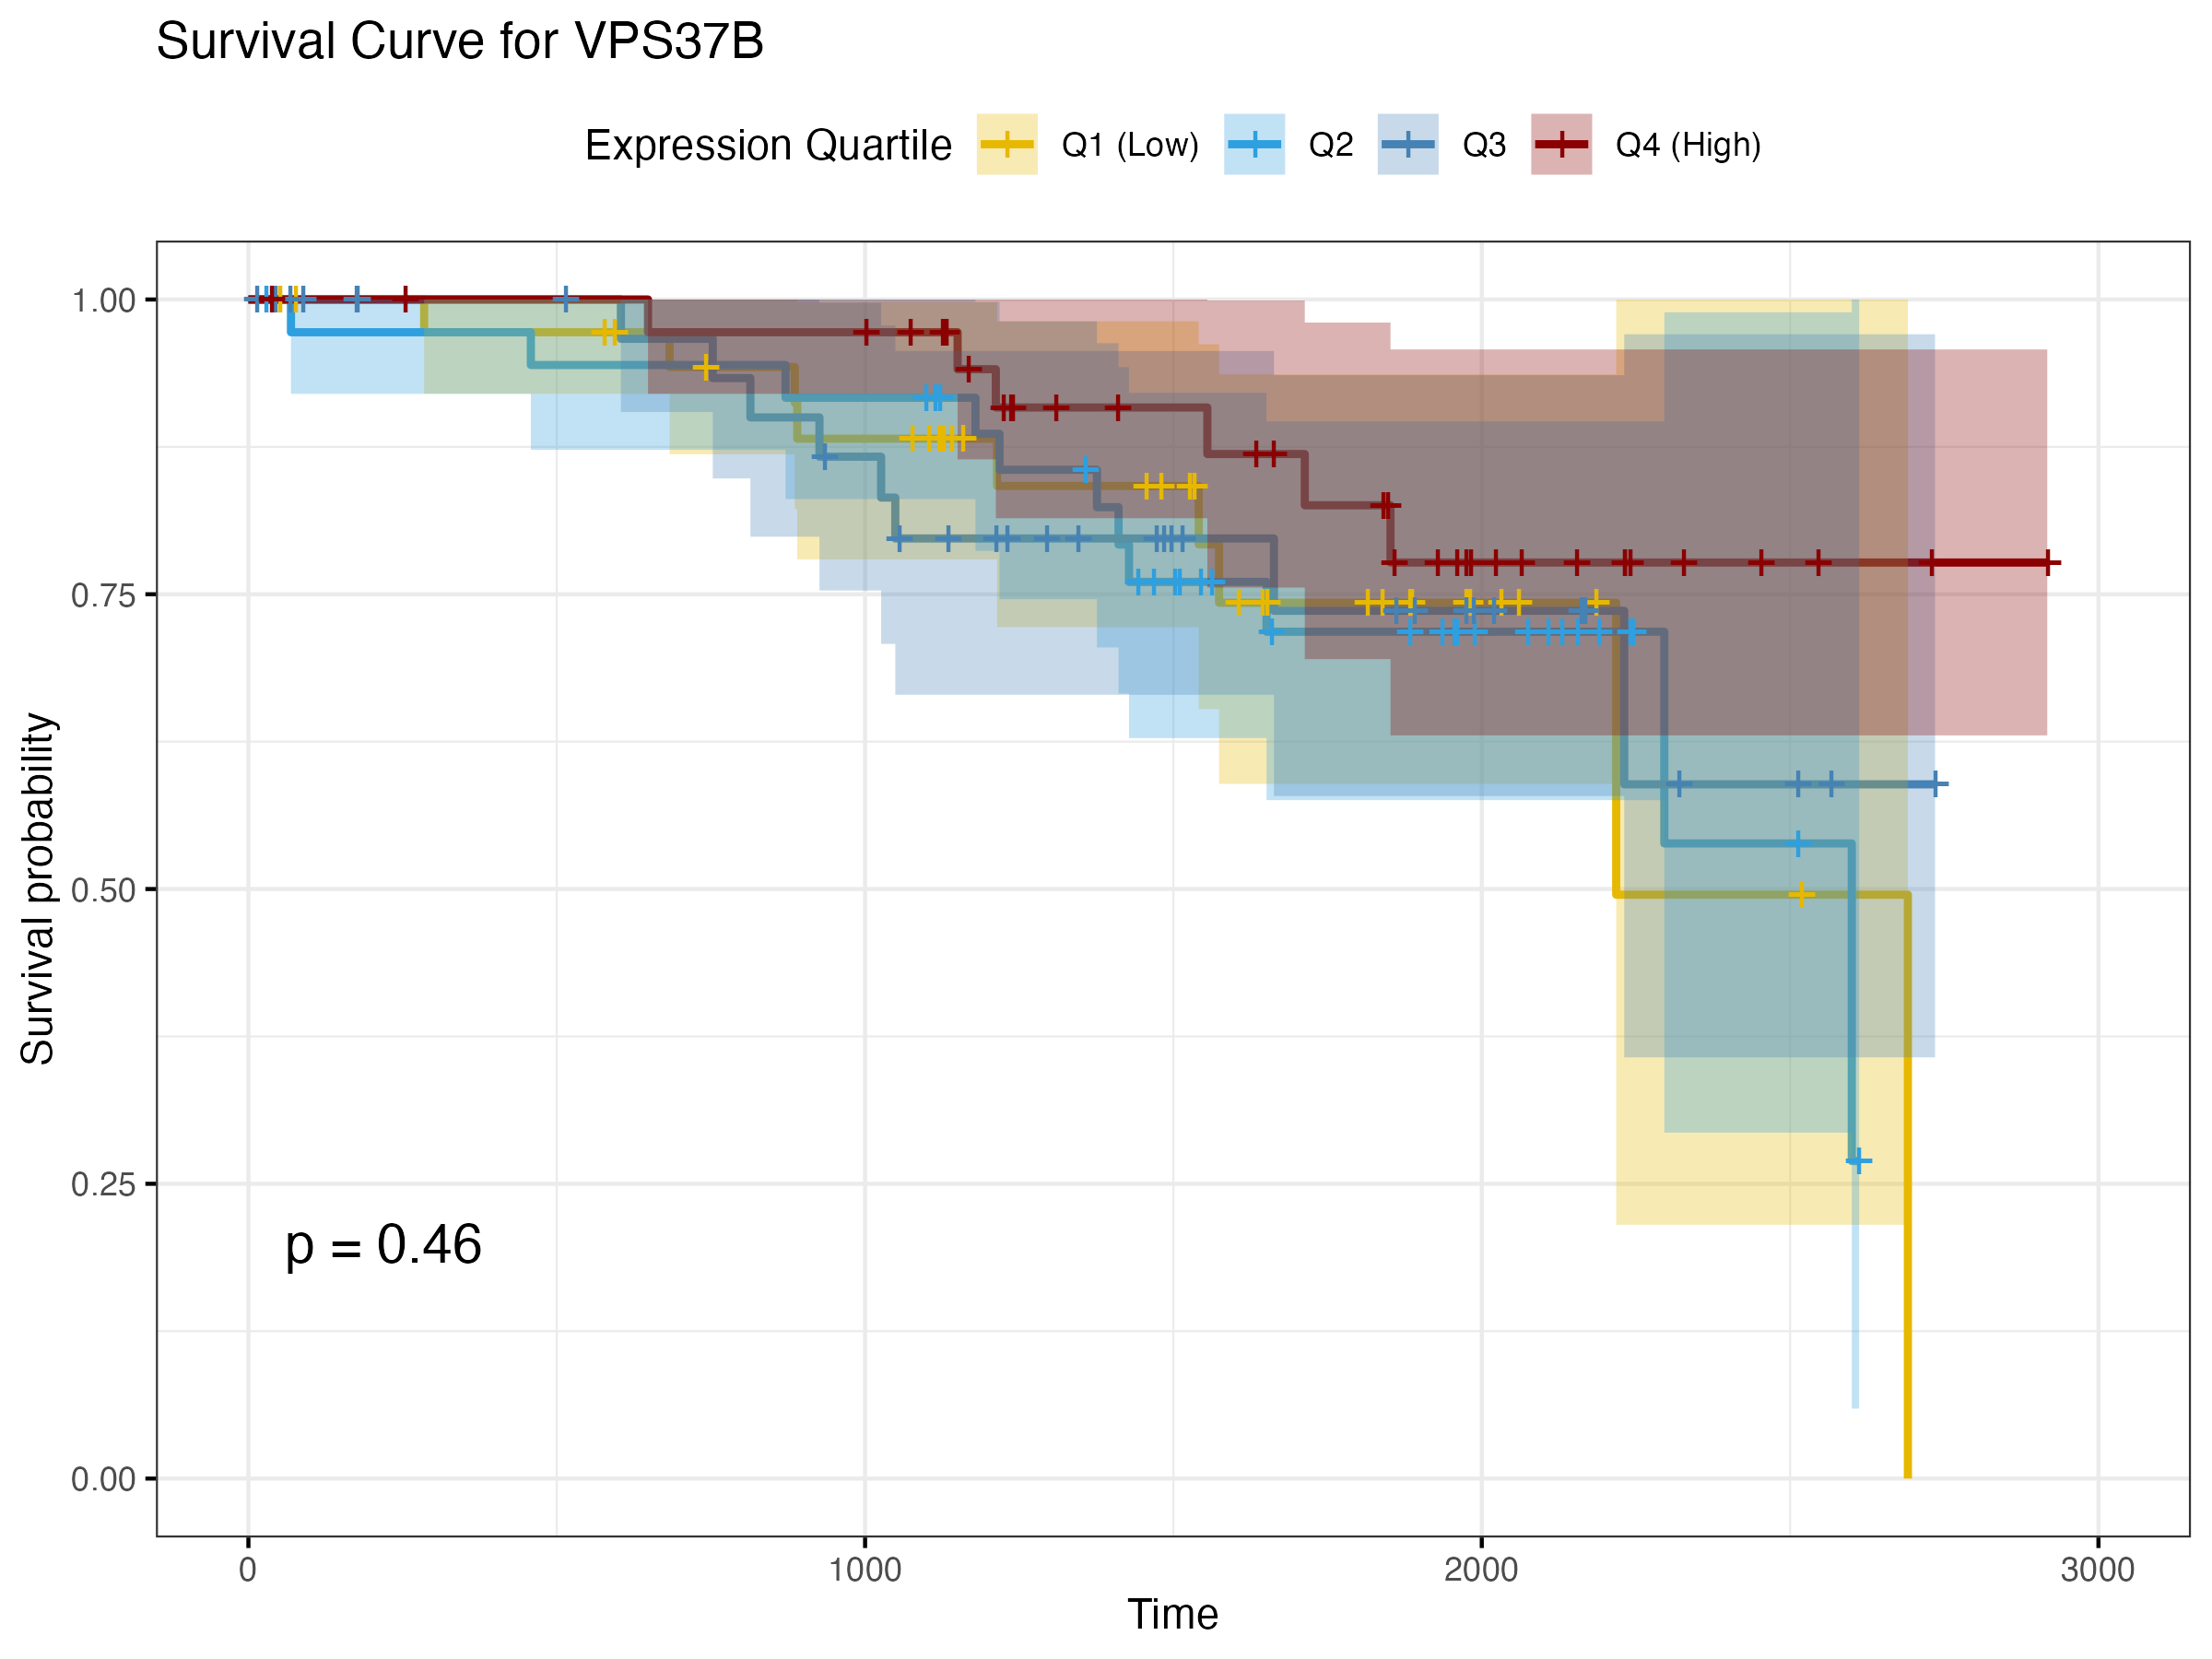 Survival Curve for VPS37B
Expression Quartile Q1 (Low) Q2 Q3 Q4 (High)
1.00
0.75
0.50
0.25
0.00
Survival probability
p = 0.46
0 1000 2000 3000
Time